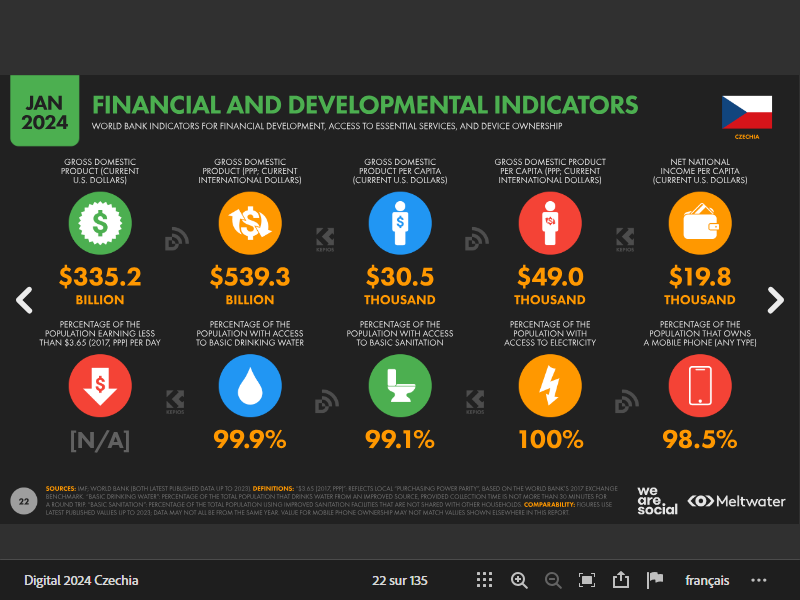 JAN
2024
FINANCIAL AND DEVELOPMENTAL INDICATORS
WORLD BANK INDICATORS FOR FINANCIAL DEVELOPMENT, ACCESS TO ESSENTIAL SERVICES, AND DEVICE OWNERSHIP
CZECHIA
GROSS DOMESTIC
PRODUCT (CURRENT
U.S. DOLLARS)
$335.2
BILLION
GROSS DOMESTIC
PRODUCT (PPP; CURRENT
INTERNATIONAL DOLLARS)
$539.3
BILLION
GROSS DOMESTIC
PRODUCT PER CAPITA
(CURRENT U.S. DOLLARS)
$30.5
THOUSAND
GROSS DOMESTIC PRODUCT
PER CAPITA (PPP; CURRENT
INTERNATIONAL DOLLARS)
$49.0
THOUSAND
NET NATIONAL
INCOME PER CAPITA
(CURRENT U.S. DOLLARS)
$19.8
THOUSAND
KEPIOS
KEPIOS
PERCENTAGE OF THE
POPULATION EARNING LESS
THAN $3.65 (2017, PPP) PER DAY
[N/A]
PERCENTAGE OF THE
POPULATION WITH ACCESS
TO BASIC DRINKING WATER
99.9%
PERCENTAGE OF THE
POPULATION WITH ACCESS
TO BASIC SANITATION
99.1%
PERCENTAGE OF THE
POPULATION WITH
ACCESS TO ELECTRICITY
100%
PERCENTAGE OF THE
POPULATION THAT OWNS
A MOBILE PHONE (ANY TYPE)
98.5%
KEPIOS
KEPIOS
22
SOURCES: IMF; WORLD BANK (BOTH LATEST PUBLISHED DATA UP TO 2023). DEFINITIONS: "$3.65 (2017, PPP)": REFLECTS LOCAL "PURCHASING POWER PARITY", BASED ON THE WORLD BANK'S 2017 EXCHANGE
BENCHMARK. "BASIC DRINKING WATER": PERCENTAGE OF THE TOTAL POPULATION THAT DRINKS WATER FROM AN IMPROVED SOURCE, PROVIDED COLLECTION TIME IS NOT MORE THAN 30 MINUTES FOR
A ROUND TRIP. "BASIC SANITATION": PERCENTAGE OF THE TOTAL POPULATION USING IMPROVED SANITATION FACILITIES THAT ARE NOT SHARED WITH OTHER HOUSEHOLDS. COMPARABILITY: FIGURES USE
LATEST PUBLISHED VALUES UP TO 2023; DATA MAY NOT ALL BE FROM THE SAME YEAR. VALUE FOR MOBILE PHONE OWNERSHIP MAY NOT MATCH VALUES SHOWN ELSEWHERE IN THIS REPORT.
we
are.
social
Meltwater
Digital 2024 Czechia
22 sur 135
français